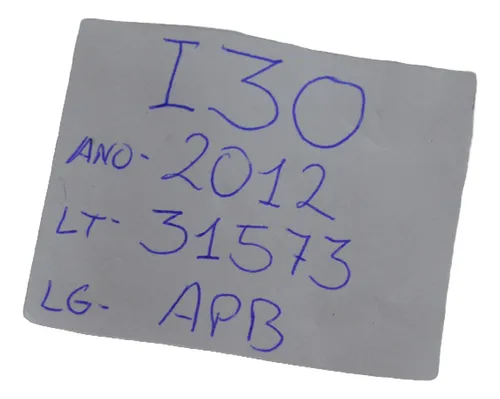 I30
ANO- 2012
LT- 31573
LG- APB